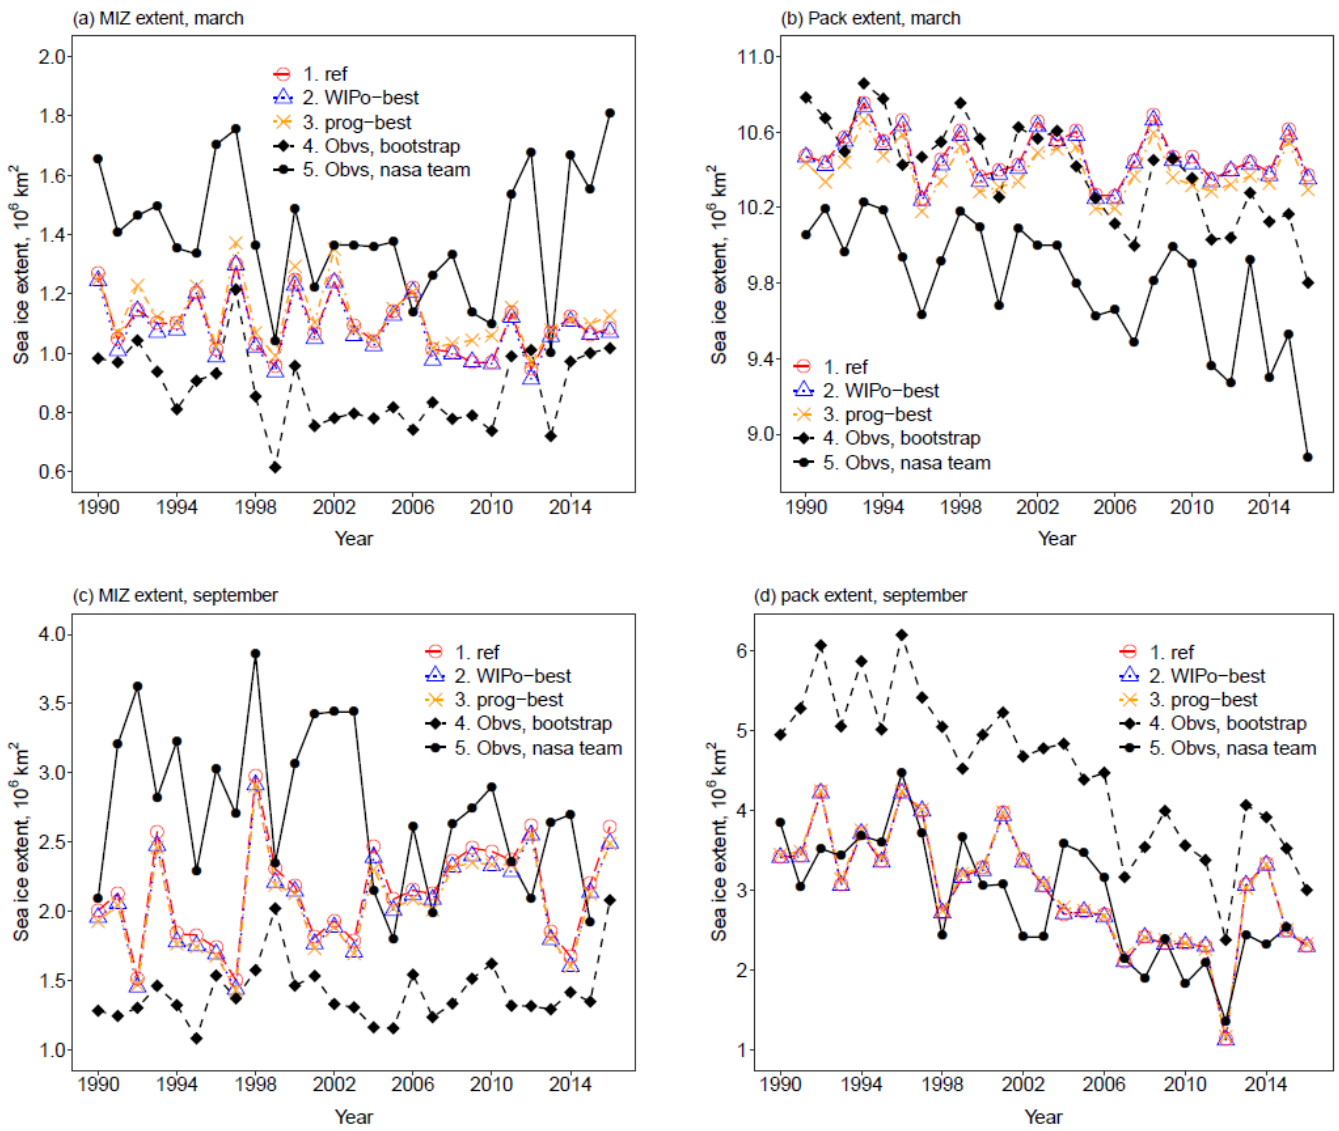 (a) MIZ extent, march
2.0
1.8
1.6
1.4
1.2
1.0
0.8
0.6
Sea ice extent, 10⁶ km²
1. ref
2. WIPo−best
3. prog−best
4. Obvs, bootstrap
5. Obvs, nasa team
1990 1994 1998 2002 2006 2010 2014
Year
(b) Pack extent, march
11.0
10.6
10.2
9.8
9.4
9.0
Sea ice extent, 10⁶ km²
1. ref
2. WIPo−best
3. prog−best
4. Obvs, bootstrap
5. Obvs, nasa team
1990 1994 1998 2002 2006 2010 2014
Year
(c) MIZ extent, september
4.0
3.5
3.0
2.5
2.0
1.5
1.0
Sea ice extent, 10⁶ km²
1. ref
2. WIPo−best
3. prog−best
4. Obvs, bootstrap
5. Obvs, nasa team
1990 1994 1998 2002 2006 2010 2014
Year
(d) pack extent, september
6
5
4
3
2
1
Sea ice extent, 10⁶ km²
1. ref
2. WIPo−best
3. prog−best
4. Obvs, bootstrap
5. Obvs, nasa team
1990 1994 1998 2002 2006 2010 2014
Year